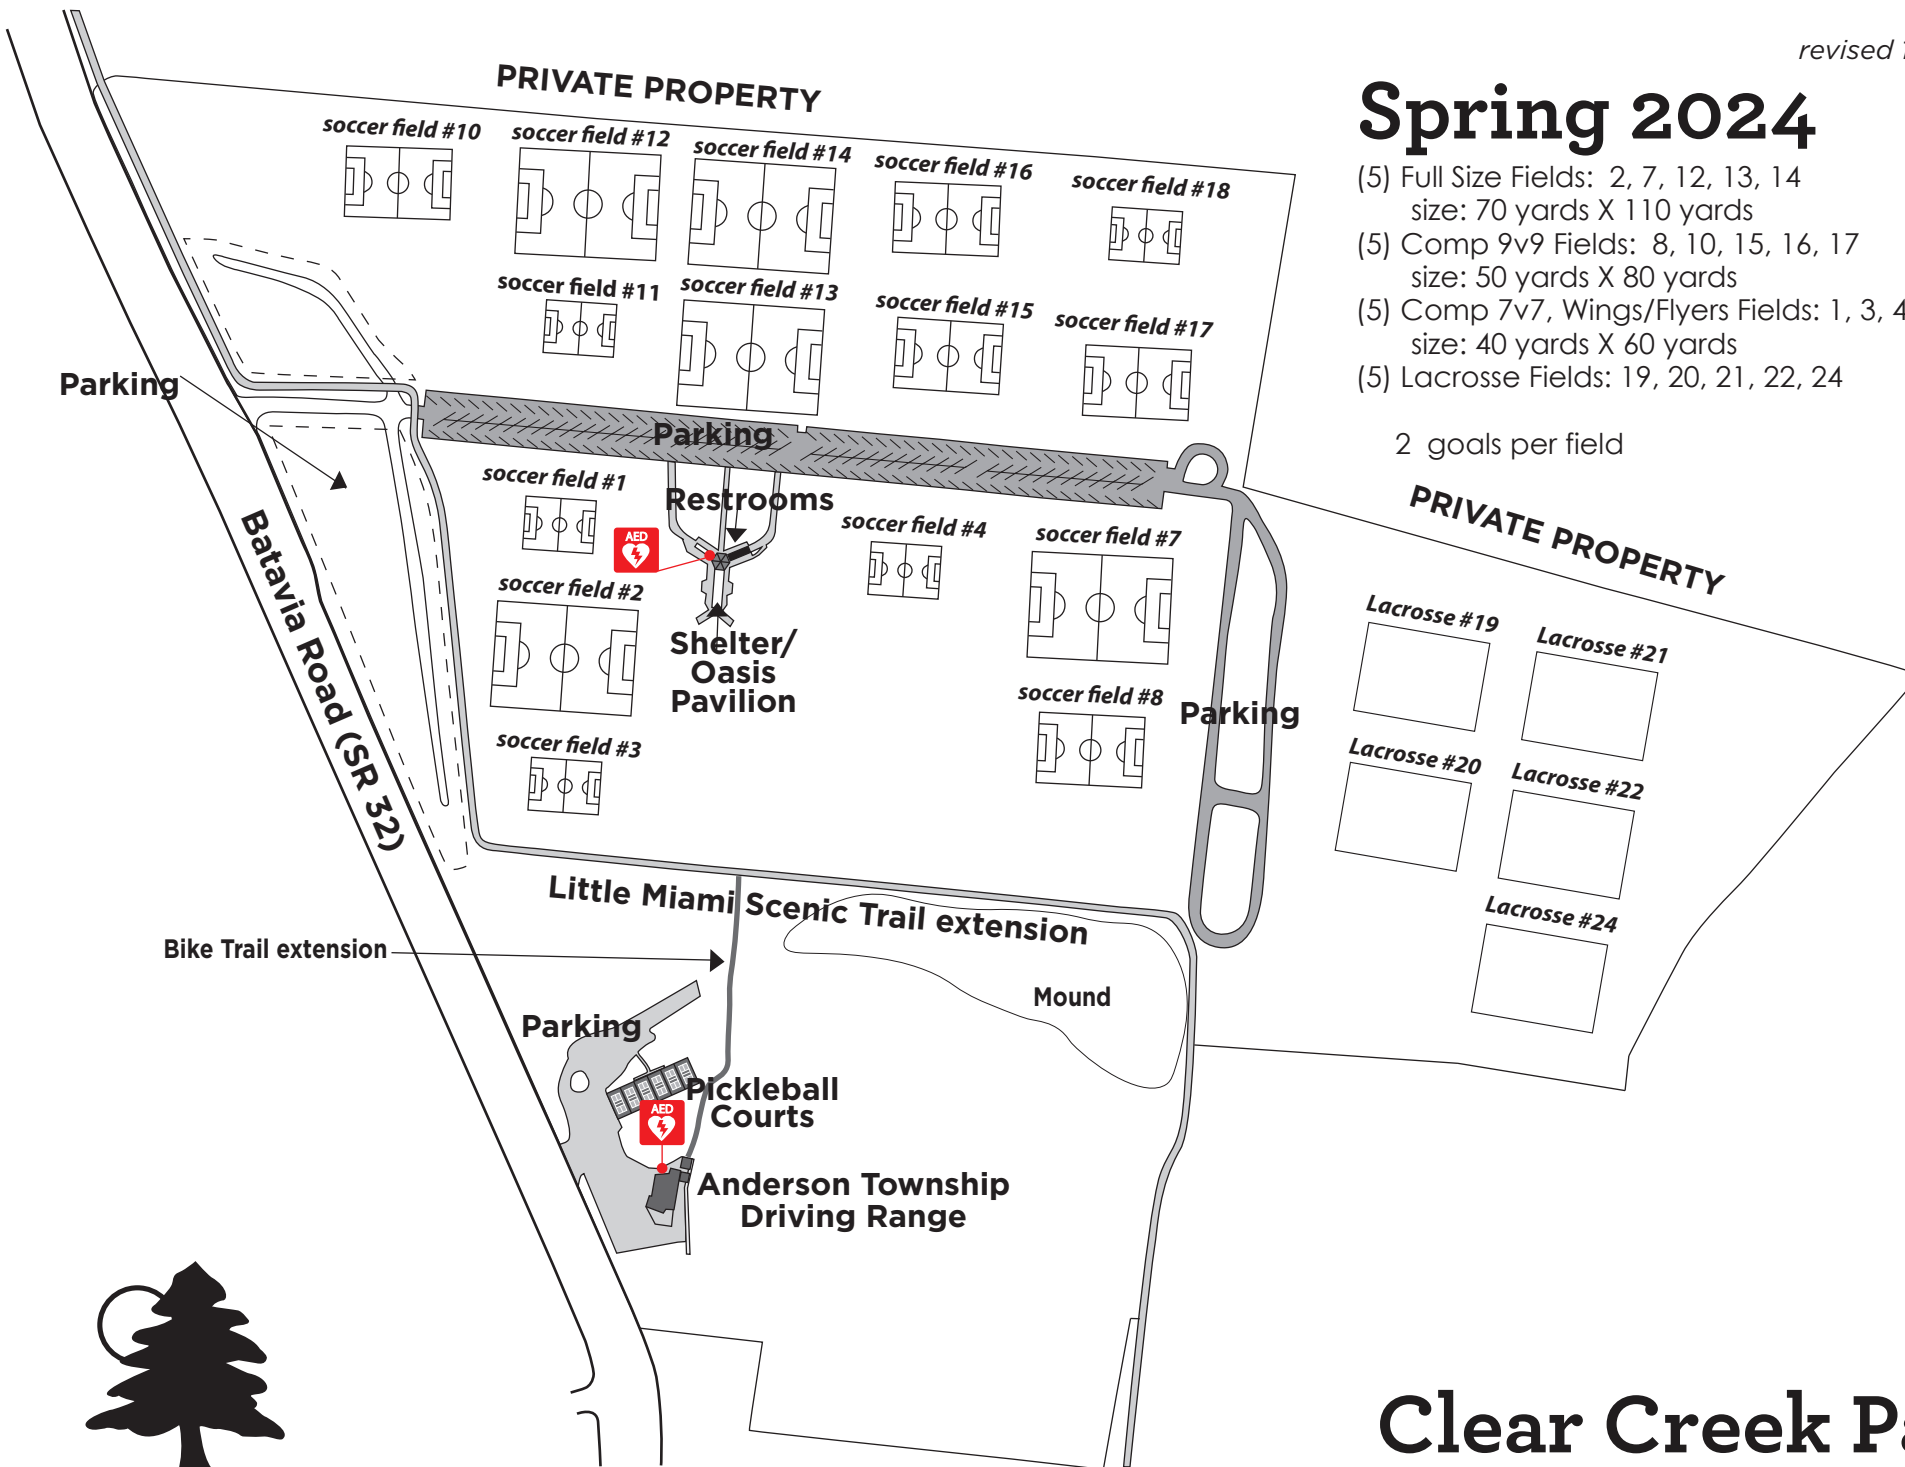 revised
Spring 2024
(5) Full Size Fields: 2, 7, 12, 13, 14
size: 70 yards X 110 yards
(5) Comp 9v9 Fields: 8, 10, 15, 16, 17
size: 50 yards X 80 yards
(5) Comp 7v7, Wings/Flyers Fields: 1, 3, 4
size: 40 yards X 60 yards
(5) Lacrosse Fields: 19, 20, 21, 22, 24
2 goals per field
PRIVATE PROPERTY
soccer field #10
soccer field #12
soccer field #14
soccer field #16
soccer field #18
soccer field #11
soccer field #13
soccer field #15
soccer field #17
Parking
Parking
soccer field #1
Restrooms
AED
soccer field #4
soccer field #7
PRIVATE PROPERTY
Batavia Road (SR 32)
soccer field #2
Shelter/
Oasis
Pavilion
soccer field #8
Parking
soccer field #3
Lacrosse #19
Lacrosse #21
Lacrosse #20
Lacrosse #22
Lacrosse #24
Little Miami Scenic Trail extension
Bike Trail extension
Mound
Parking
Pickleball
Courts
AED
Anderson Township
Driving Range
Clear Creek